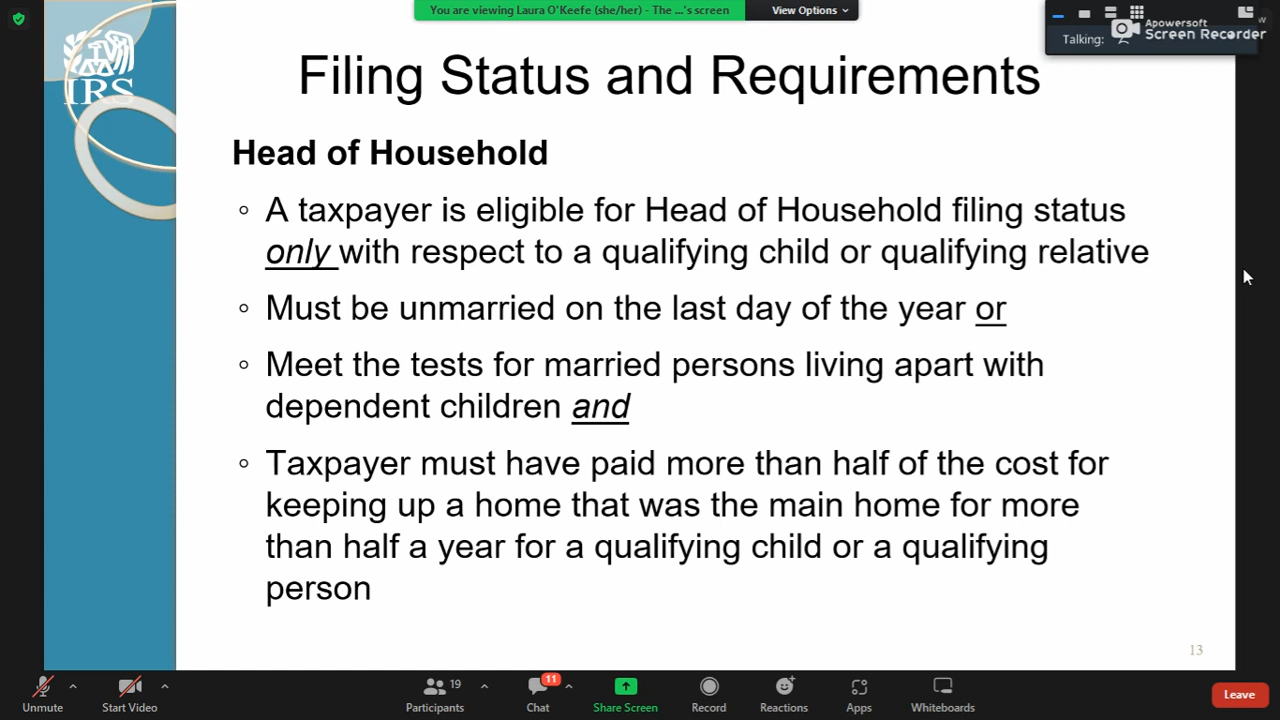 You are viewing Laura O'Keefe (she/her) - The ...'s screen
View Options
Apowersoft
Screen Recorder
Talking:
IRS
Filing Status and Requirements
Head of Household
◦ A taxpayer is eligible for Head of Household filing status
only with respect to a qualifying child or qualifying relative
◦ Must be unmarried on the last day of the year or
◦ Meet the tests for married persons living apart with
dependent children and
◦ Taxpayer must have paid more than half of the cost for
keeping up a home that was the main home for more
than half a year for a qualifying child or a qualifying
person
13
Unmute
Start Video
Participants
19
Chat
11
Share Screen
Record
Reactions
Apps
Whiteboards
Leave